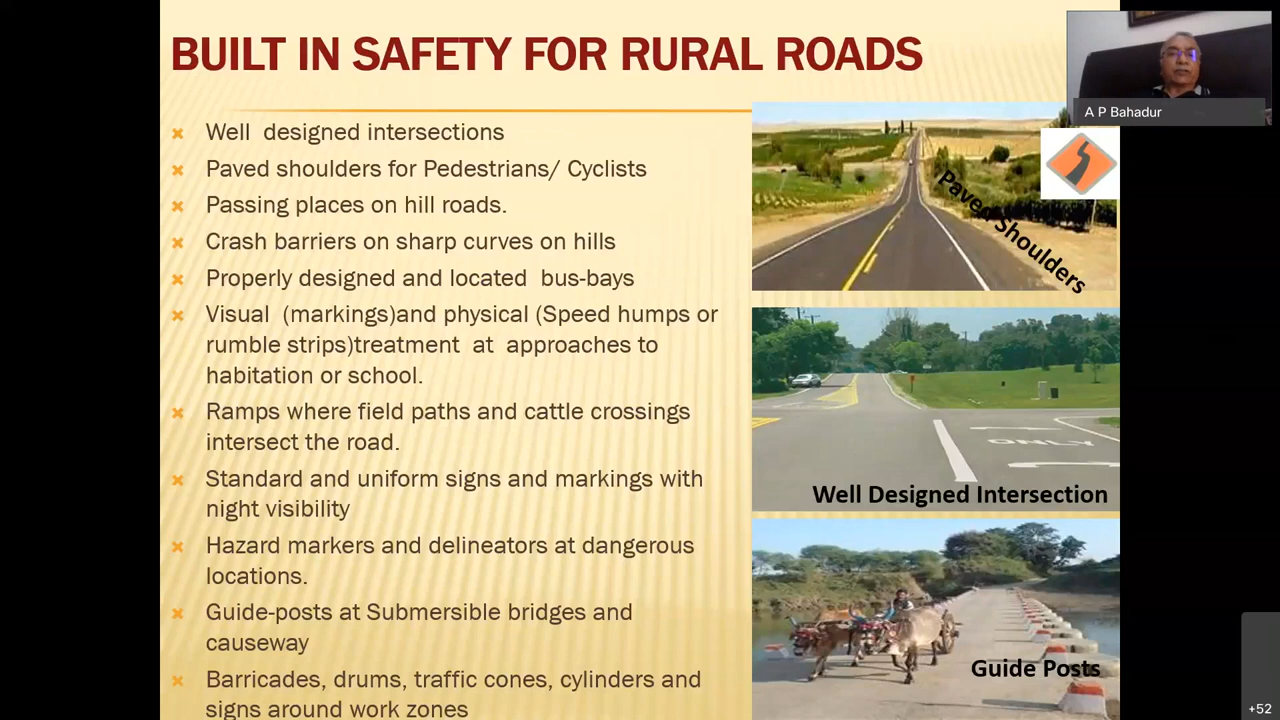 BUILT IN SAFETY FOR RURAL ROADS
A P Bahadur
Well designed intersections
Paved shoulders for Pedestrians/ Cyclists
Passing places on hill roads.
Crash barriers on sharp curves on hills
Properly designed and located bus-bays
Visual (markings)and physical (Speed humps or
rumble strips)treatment at approaches to
habitation or school.
Ramps where field paths and cattle crossings
intersect the road.
Standard and uniform signs and markings with
night visibility
Hazard markers and delineators at dangerous
locations.
Guide-posts at Submersible bridges and
causeway
Barricades, drums, traffic cones, cylinders and
signs around work zones
Paved Shoulders
ONLY
Well Designed Intersection
Guide Posts
+52